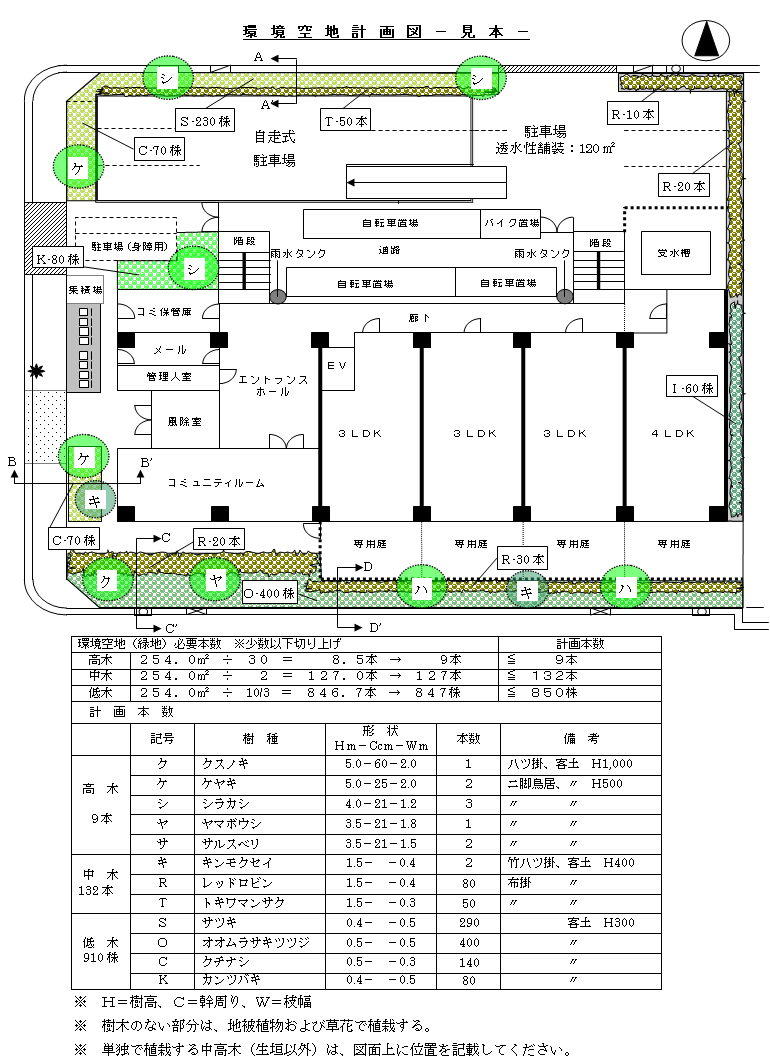 環境空地計画図－見本－
A
シ
シ
A'
S-230株
T-50本
R-10本
C-70株
自走式
駐車場
駐車場
透水性舗装：120㎡
ケ
R-20本
駐車場（身障用）
階段
自転車置場
バイク置場
階段
K-80株
雨水タンク
通路
雨水タンク
受水槽
シ
集積場
自転車置場
自転車置場
ゴミ保管庫
廊下
メール
EV
管理人室
エントランス
ホール
I-60株
風除室
3LDK
3LDK
3LDK
4LDK
ケ
B
B'
コミュニティルーム
キ
C-70株
C
R-20本
専用庭
専用庭
専用庭
専用庭
R-30本
D
ク
ヤ
O-400株
ハ
キ
ハ
C'
D'
環境空地（緑地）必要本数　※少数以下切り上げ　計画本数
高木　254.0㎡　÷　30　＝　8.5本　→　9本　≦　9本
中木　254.0㎡　÷　2　＝　127.0本　→　127本　≦　132本
低木　254.0㎡　÷　10/3　＝　846.7本　→　847株　≦　850株
計　画　本　数
記号　樹　種　形　状　Hm－Ccm－Wm　本数　備　考
高　木　9本
ク　クスノキ　5.0－60－2.0　1　八ツ掛、客土　H1,000
ケ　ケヤキ　5.0－25－2.0　2　ニ脚鳥居、〃　H500
シ　シラカシ　4.0－21－1.2　3　〃　〃
ヤ　ヤマボウシ　3.5－21－1.8　1　〃　〃
サ　サルスベリ　3.5－21－1.5　2　〃　〃
中　木　132本
キ　キンモクセイ　1.5－　－0.4　2　竹八ツ掛、客土　H400
R　レッドロビン　1.5－　－0.4　80　布掛　〃
T　トキワマンサク　1.5－　－0.3　50　〃　〃
低　木　910株
S　サツキ　0.4－　－0.5　290　客土　H300
O　オオムラサキツツジ　0.5－　－0.5　400　〃
C　クチナシ　0.5－　－0.3　140　〃
K　カンツバキ　0.4－　－0.5　80　〃
※　H＝樹高、C＝幹周り、W＝枝幅
※　樹木のない部分は、地被植物および草花で植栽する。
※　単独で植栽する中高木（生垣以外）は、図面上に位置を記載してください。